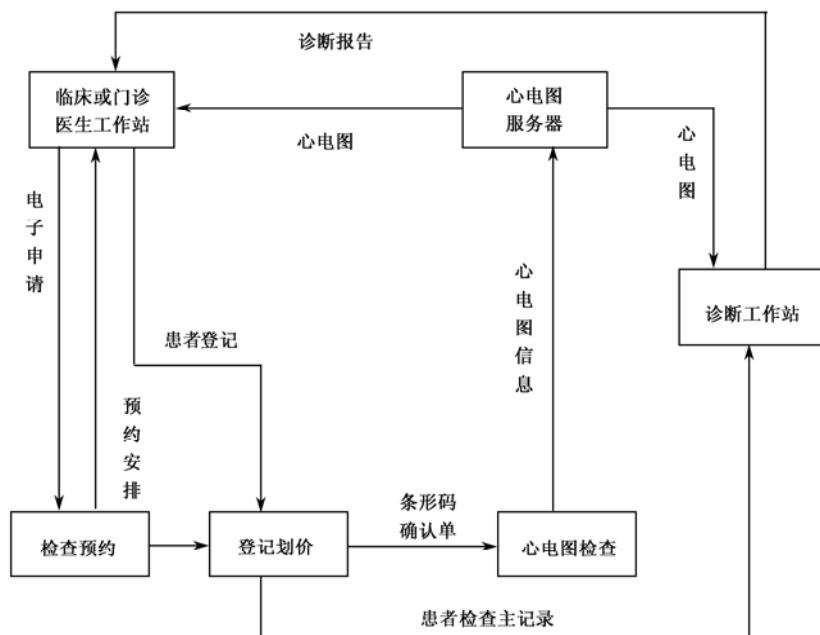 诊断报告
临床或门诊
医生工作站
心电图
服务器
心电图
心电图
电子申请
心电图信息
诊断工作站
患者登记
预约安排
条形码
确认单
检查预约
登记划价
心电图检查
患者检查主记录